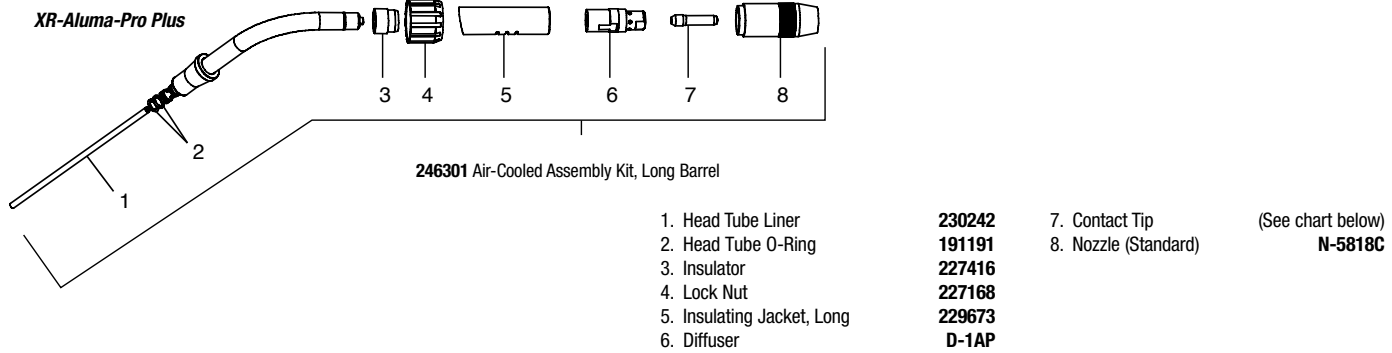 XR-Aluma-Pro Plus
3 4 5 6 7 8
2
1
246301 Air-Cooled Assembly Kit, Long Barrel
1. Head Tube Liner 230242
2. Head Tube O-Ring 191191
3. Insulator 227416
4. Lock Nut 227168
5. Insulating Jacket, Long 229673
6. Diffuser D-1AP
7. Contact Tip (See chart below)
8. Nozzle (Standard) N-5818C